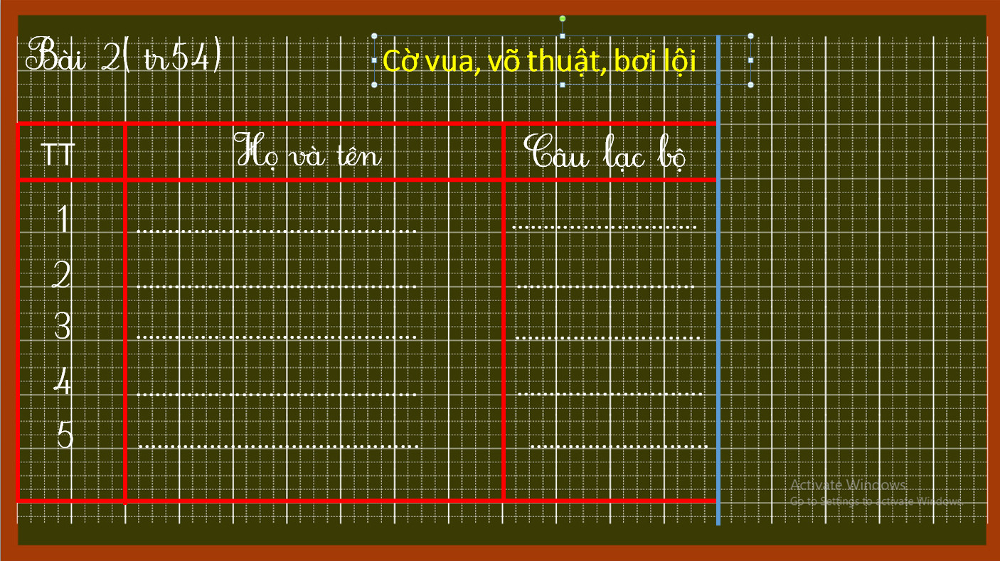 Bài 2( tr54)
Cờ vua, võ thuật, bơi lội
TT Họ và tên Câu lạc bộ
1 ........................................ ........................................
2 ........................................ ........................................
3 ........................................ ........................................
4 ........................................ ........................................
5 ........................................ ........................................
Activate Windows
Go to Settings to activate Windows.